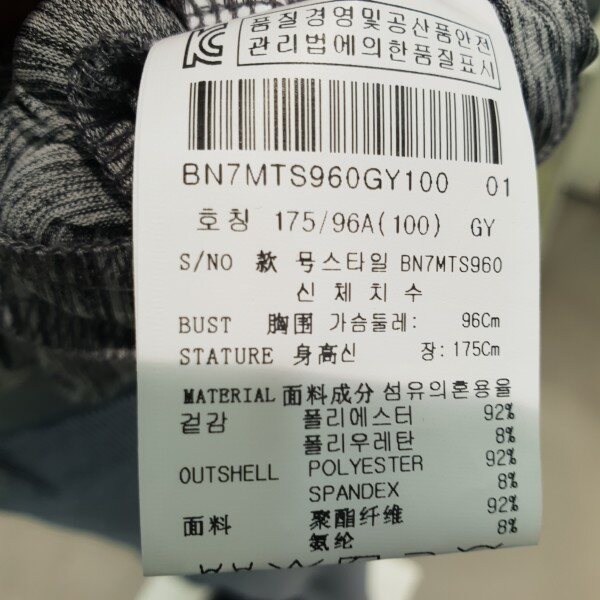 품질경영및공산품안전
관리법에의한품질표시
BN7MTS960GY100 01
호칭 175/96A(100) GY
S/NO 款 号스타일 BN7MTS960
신체치수
BUST 胸围 가슴둘레: 96Cm
STATURE 身高신 장: 175Cm
MATERIAL 面料成分 섬유의혼용율
겉감 폴리에스터 92%
폴리우레탄 8%
OUTSHELL POLYESTER 92%
SPANDEX 8%
面料 聚酯纤维 92%
氨纶 8%